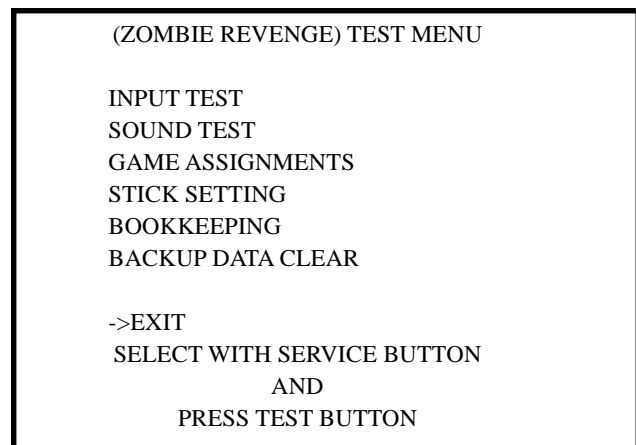 (ZOMBIE REVENGE) TEST MENU
INPUT TEST
SOUND TEST
GAME ASSIGNMENTS
STICK SETTING
BOOKKEEPING
BACKUP DATA CLEAR
->EXIT
SELECT WITH SERVICE BUTTON
AND
PRESS TEST BUTTON